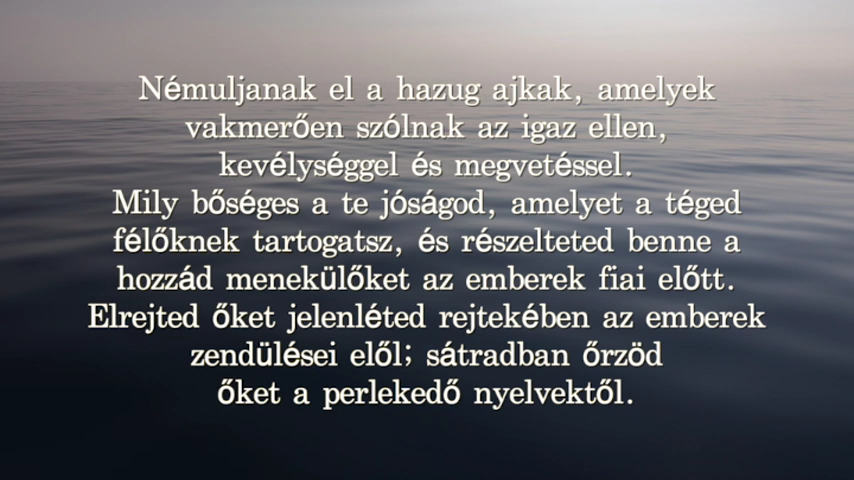 Némuljanak el a hazug ajkak, amelyek
vakmerően szólnak az igaz ellen,
kevélységgel és megvetéssel.
Mily bőséges a te jóságod, amelyet a téged
félőknek tartogatsz, és részelteted benne a
hozzád menekülőket az emberek fiai előtt.
Elrejted őket jelenléted rejtekében az emberek
zendülései elől; sátradban őrzöd
őket a perlekedő nyelvektől.